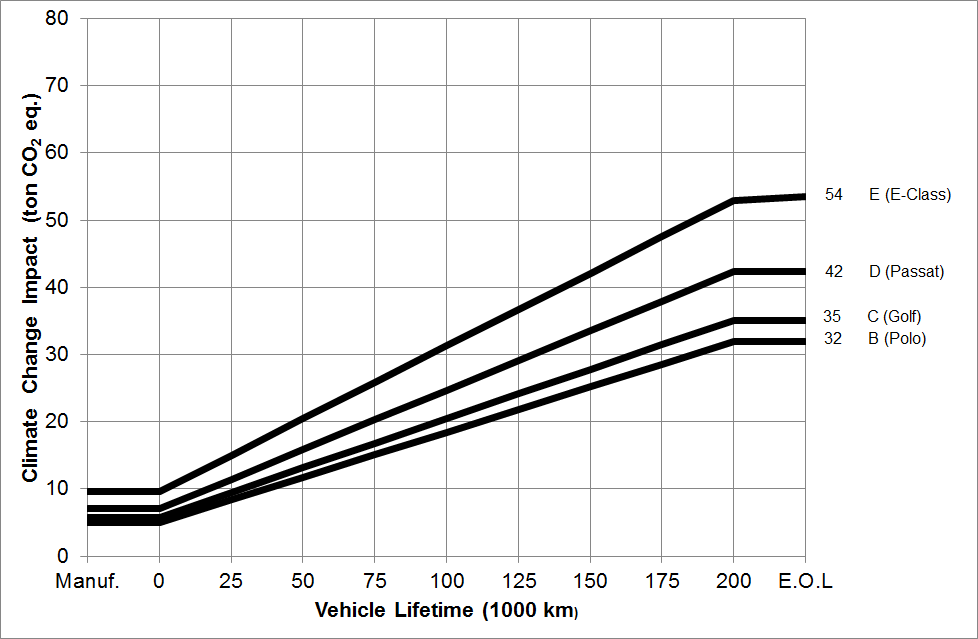 80
70
60
50
40
30
20
10
0
Climate Change Impact (ton CO₂ eq.)
54 E (E-Class)
42 D (Passat)
35 C (Golf)
32 B (Polo)
Manuf. 0 25 50 75 100 125 150 175 200 E.O.L
Vehicle Lifetime (1000 km)